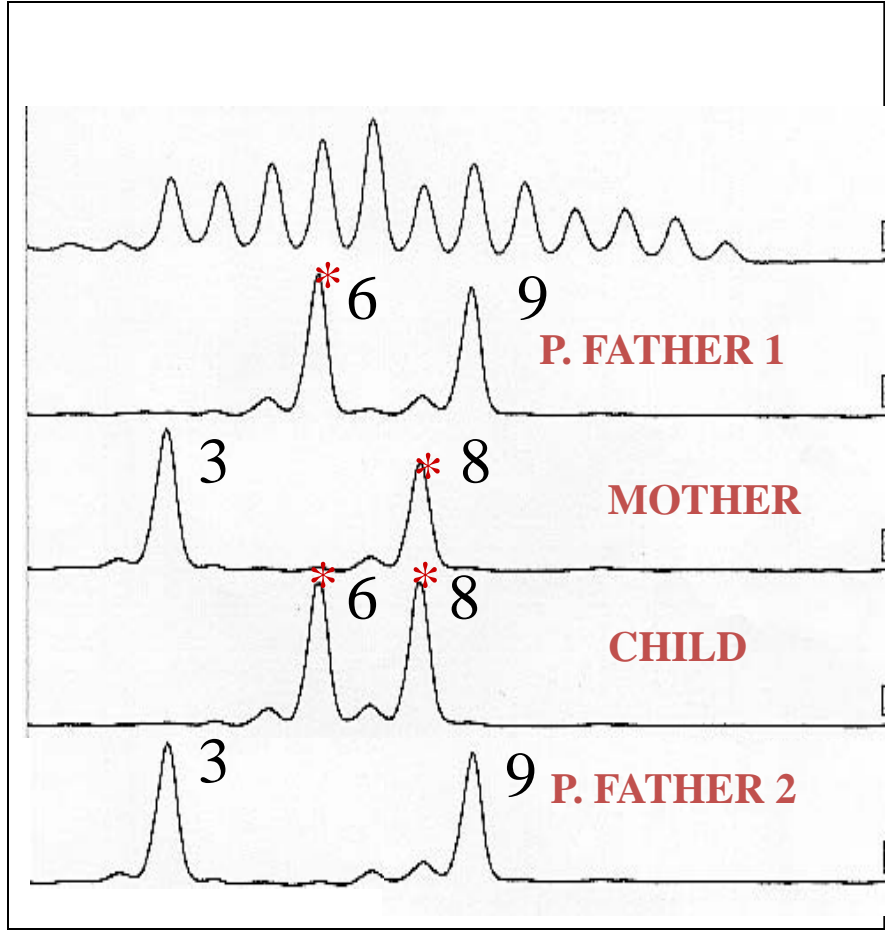 * 6 9
P. FATHER 1
3 * 8
MOTHER
* 6 * 8
CHILD
3 9 P. FATHER 2